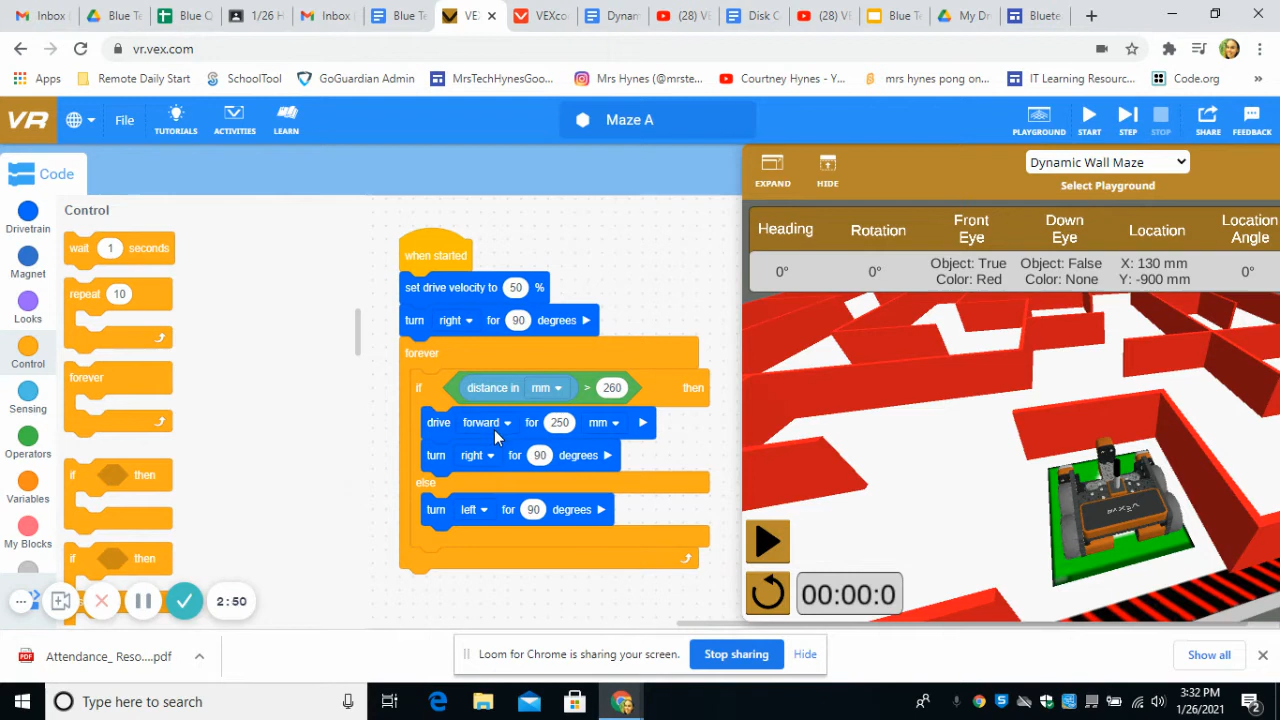 Inbox (
Blue Te
Blue Q
1/26 H
Inbox (
Blue Te
VEX
VEXco
Dynam
(28) VE
Disk C
(28) VE
Blue Te
My Dr
Bluete
vr.vex.com
Apps
Remote Daily Start
SchoolTool
GoGuardian Admin
MrsTechHynesGoo...
Mrs Hynes (@mrste...
Courtney Hynes - Y...
mrs hynes pong on...
IT Learning Resourc...
Code.org
»
VR
File
TUTORIALS
ACTIVITIES
LEARN
Maze A
PLAYGROUND
START
STEP
STOP
SHARE
FEEDBACK
Code
Drivetrain
Magnet
Looks
Control
Sensing
Operators
Variables
My Blocks
Control
wait 1 seconds
repeat 10
forever
if then
if then
when started
set drive velocity to 50 %
turn right for 90 degrees
forever
if distance in mm > 260 then
drive forward for 250 mm
turn right for 90 degrees
else
turn left for 90 degrees
EXPAND
HIDE
Dynamic Wall Maze
Select Playground
Heading
Rotation
Front Eye
Down Eye
Location
Location Angle
0°
0°
Object: True
Color: Red
Object: False
Color: None
X: 130 mm
Y: -900 mm
0°
VEX VR
00:00:0
2:50
Attendance_ Reso....pdf
Loom for Chrome is sharing your screen.
Stop sharing
Hide
Show all
Type here to search
3:32 PM
1/26/2021
2